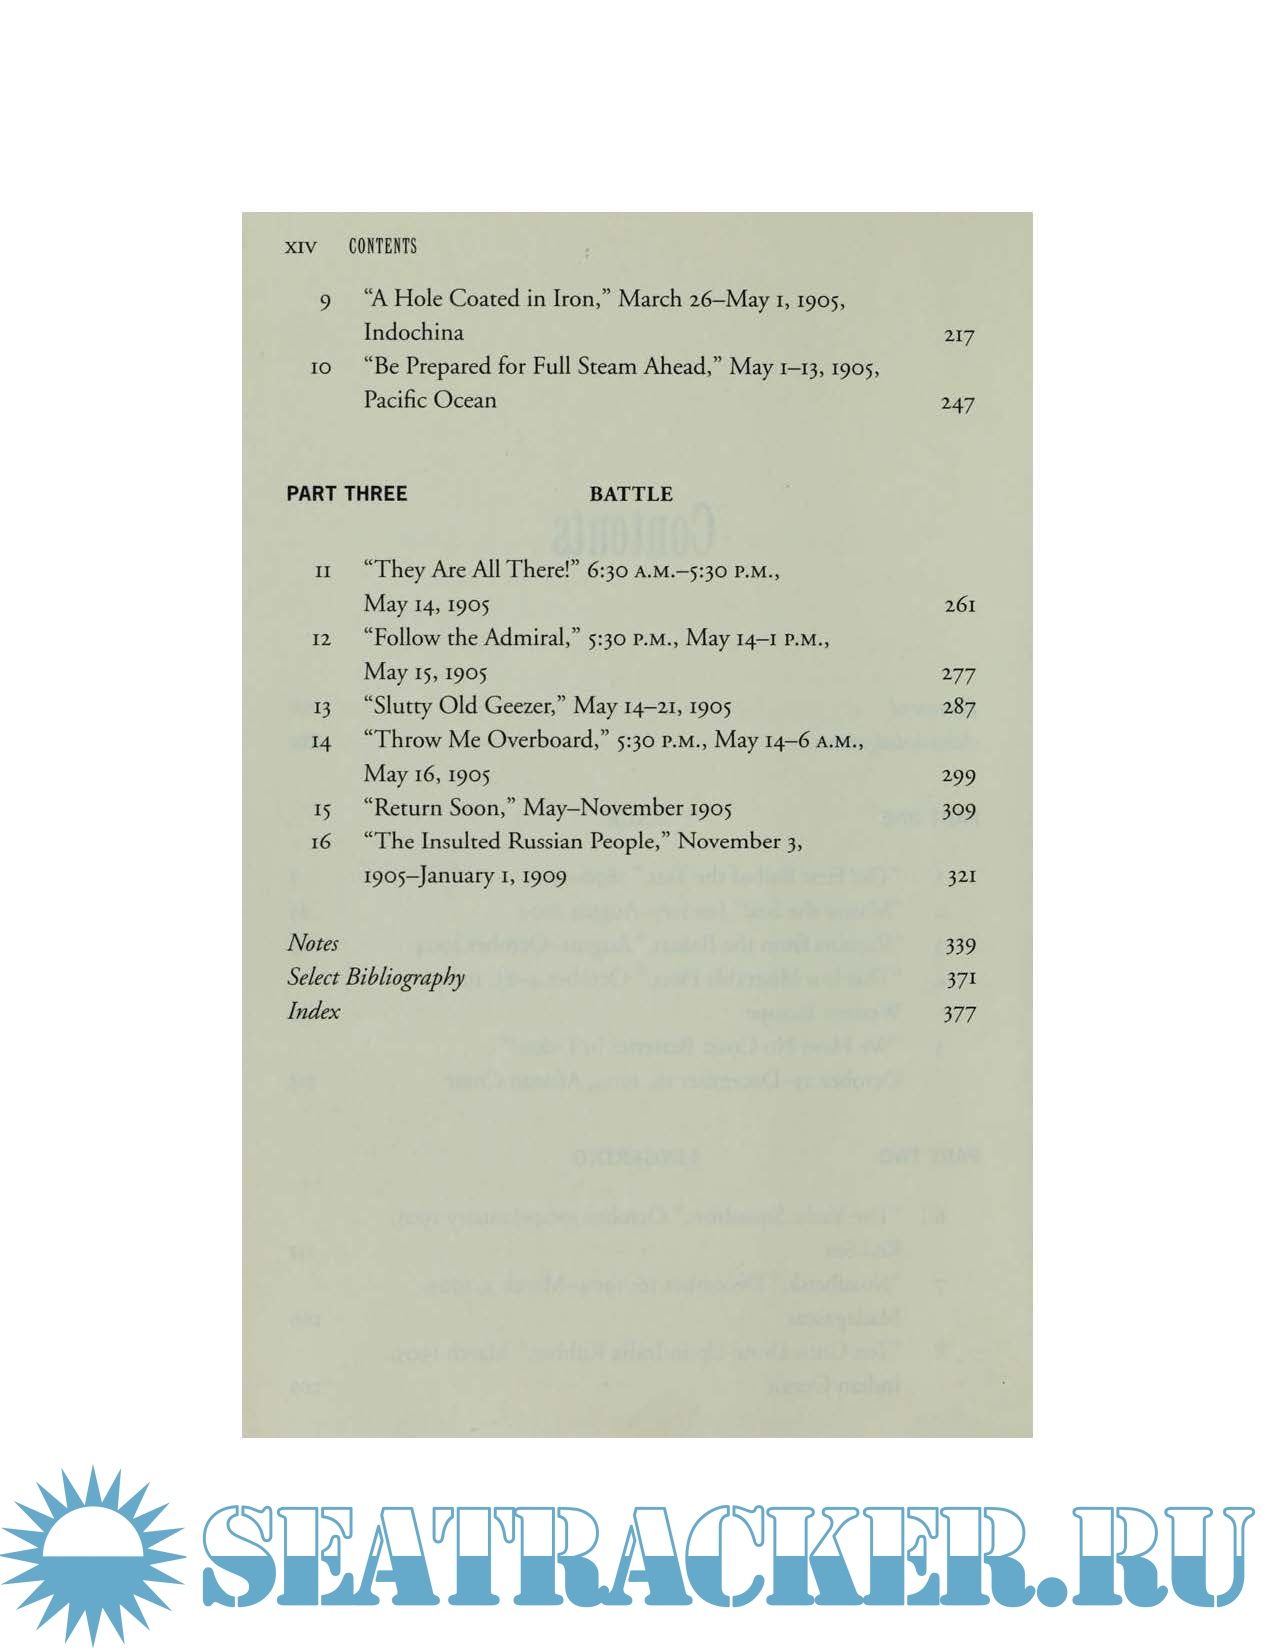 XIV CONTENTS
9 “A Hole Coated in Iron,” March 26–May 1, 1905,
Indochina 217
10 “Be Prepared for Full Steam Ahead,” May 1–13, 1905,
Pacific Ocean 247
PART THREE BATTLE
Contents
11 “They Are All There!” 6:30 A.M.–5:30 P.M.,
May 14, 1905 261
12 “Follow the Admiral,” 5:30 P.M., May 14–1 P.M.,
May 15, 1905 277
13 “Slutty Old Geezer,” May 14–21, 1905 287
14 “Throw Me Overboard,” 5:30 P.M., May 14–6 A.M.,
May 16, 1905 299
15 “Return Soon,” May–November 1905 309
16 “The Insulted Russian People,” November 3,
1905–January 1, 1909 321
Notes 339
Select Bibliography 371
Index 377
SEATRACKER.RU